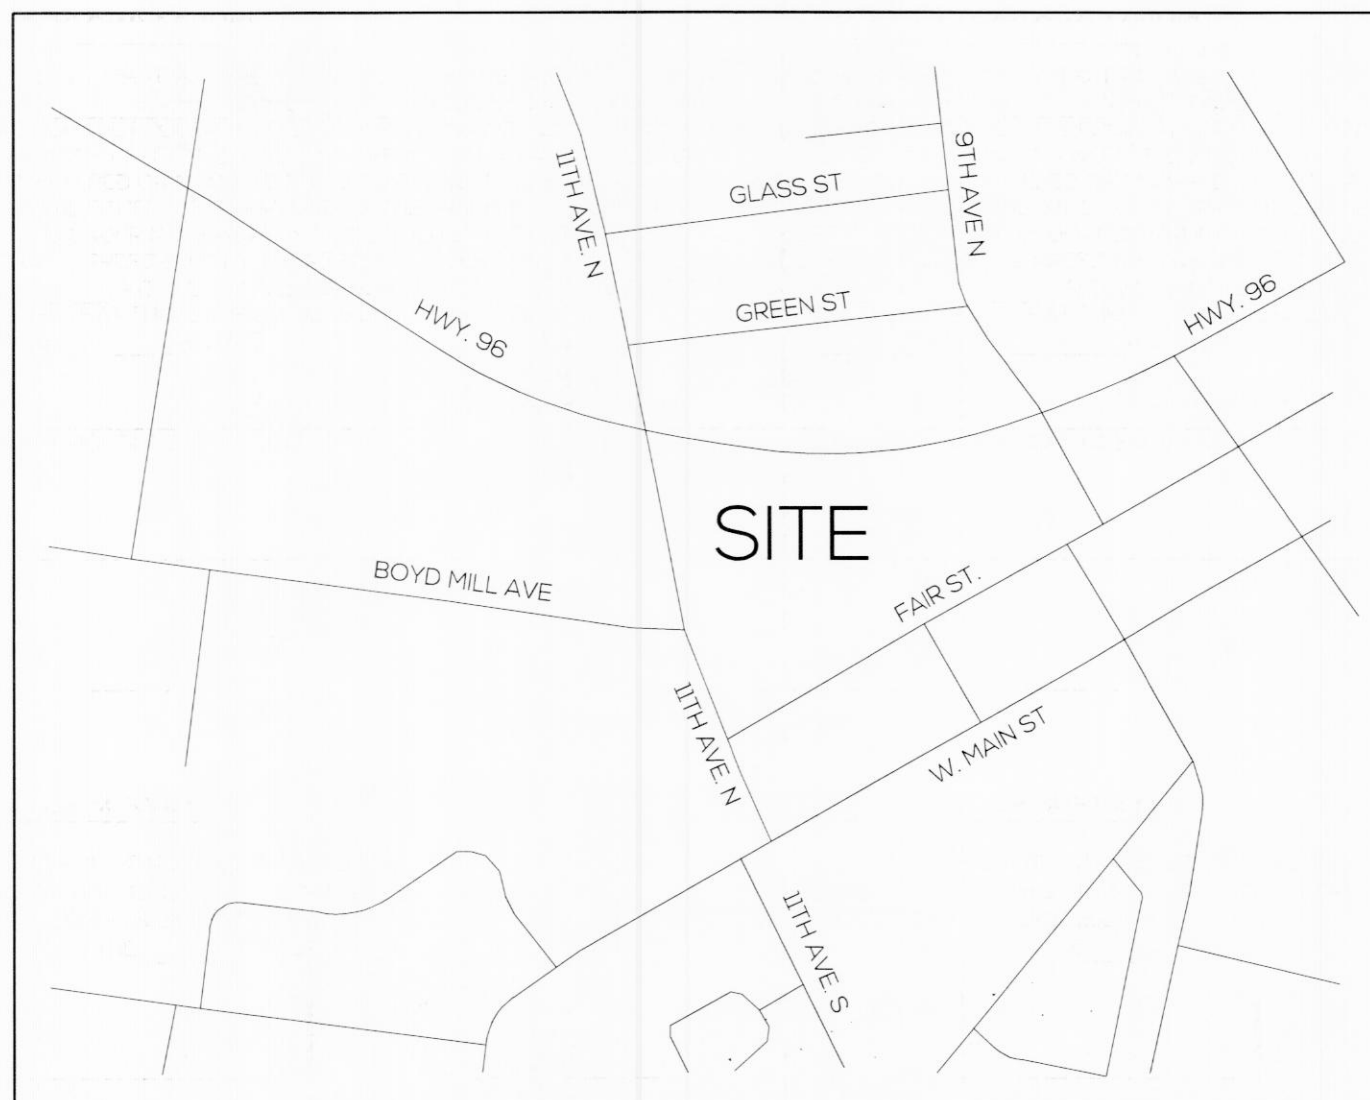 11TH AVE. N
9TH AVE N
GLASS ST
GREEN ST
HWY. 96
HWY. 96
SITE
BOYD MILL AVE
FAIR ST.
11TH AVE. N
W. MAIN ST
11TH AVE. S